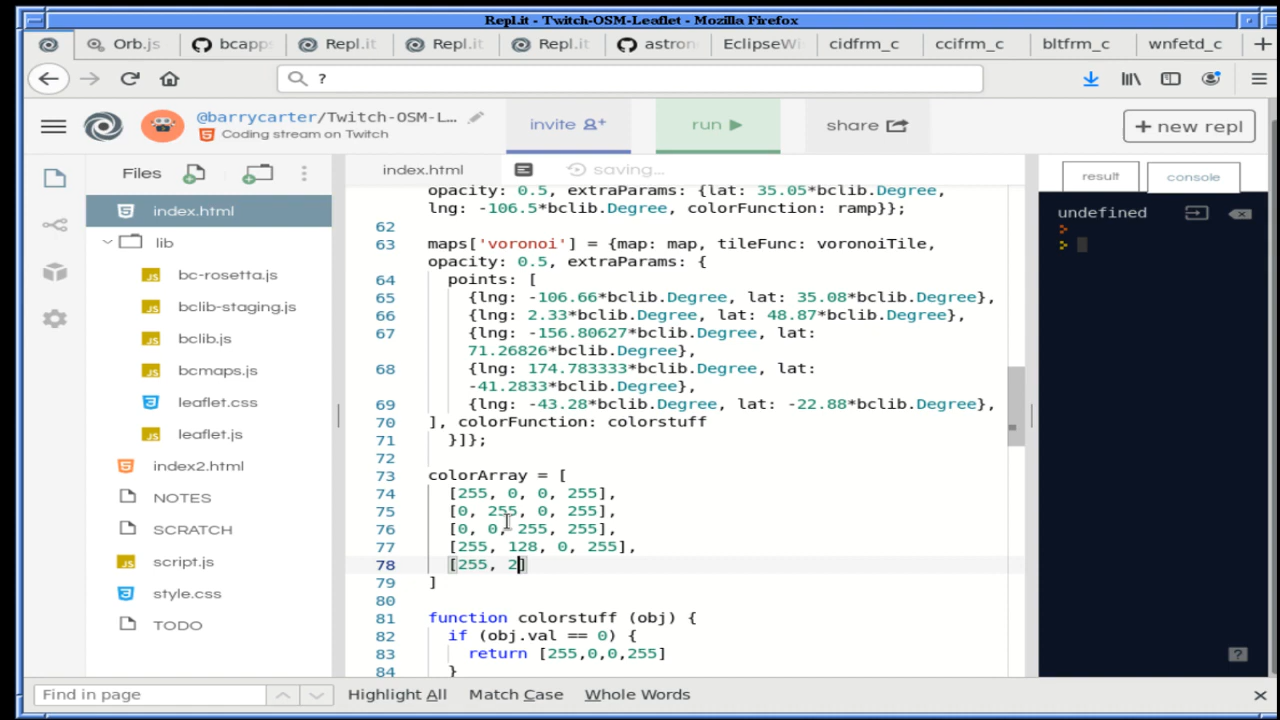 Repl.it - Twitch-OSM-Leaflet - Mozilla Firefox
Orb.js bcapps Repl.it Repl.it Repl.it astron EclipseWi cidfrm_c ccifrm_c bltfrm_c wnfetd_c
?
@barrycarter/Twitch-OSM-L...
Coding stream on Twitch
invite
run
share
+ new repl
Files
index.html
saving...
result
console
index.html
lib
bc-rosetta.js
bclib-staging.js
bclib.js
bcmaps.js
leaflet.css
leaflet.js
index2.html
NOTES
SCRATCH
script.js
style.css
TODO
opacity: 0.5, extraParams: {lat: 35.05*bclib.Degree,
lng: -106.5*bclib.Degree, colorFunction: ramp}};
62
63 maps['voronoi'] = {map: map, tileFunc: voronoiTile,
opacity: 0.5, extraParams: {
64 points: [
65 {lng: -106.66*bclib.Degree, lat: 35.08*bclib.Degree},
66 {lng: 2.33*bclib.Degree, lat: 48.87*bclib.Degree},
67 {lng: -156.80627*bclib.Degree, lat:
71.26826*bclib.Degree},
68 {lng: 174.783333*bclib.Degree, lat:
-41.2833*bclib.Degree},
69 {lng: -43.28*bclib.Degree, lat: -22.88*bclib.Degree},
70 ], colorFunction: colorstuff
71 }]};
72
73 colorArray = [
74 [255, 0, 0, 255],
75 [0, 255, 0, 255],
76 [0, 0, 255, 255],
77 [255, 128, 0, 255],
78 [255, 2]
79 ]
80
81 function colorstuff (obj) {
82 if (obj.val == 0) {
83 return [255,0,0,255]
84 }
undefined
>
>
?
Find in page
Highlight All
Match Case
Whole Words